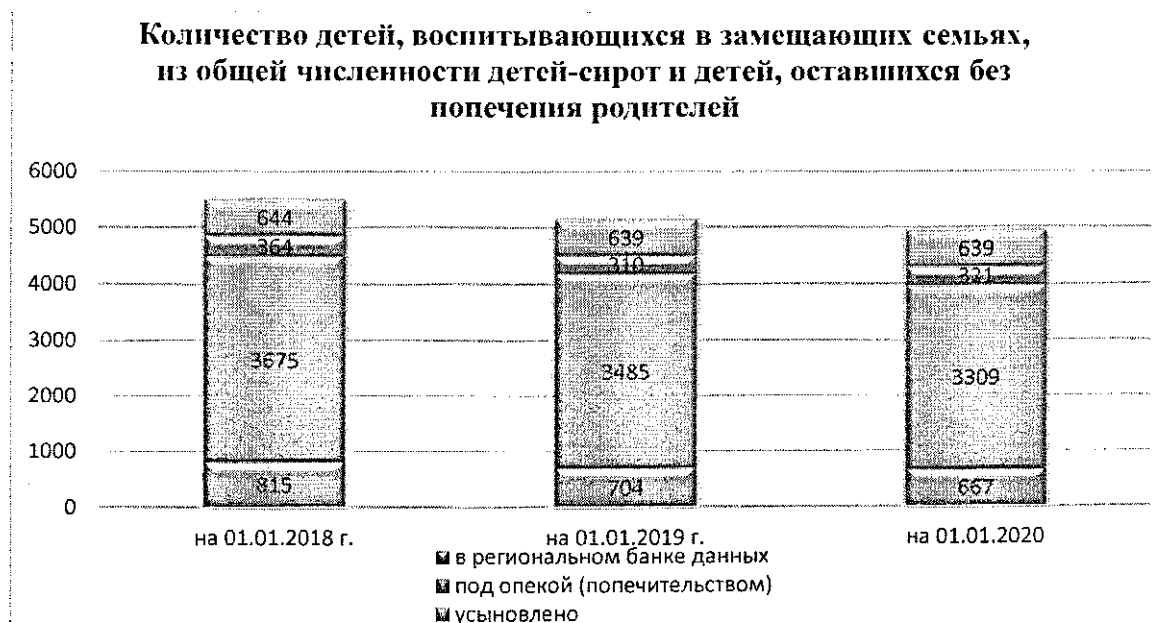 Количество детей, воспитывающихся в замещающих семьях,
из общей численности детей-сирот и детей, оставшихся без
попечения родителей
6000
5000
4000
3000
2000
1000
0
644
364
3675
815
639
310
3485
704
639
321
3309
667
на 01.01.2018 г.
на 01.01.2019 г.
на 01.01.2020
в региональном банке данных
под опекой (попечительством)
усыновлено